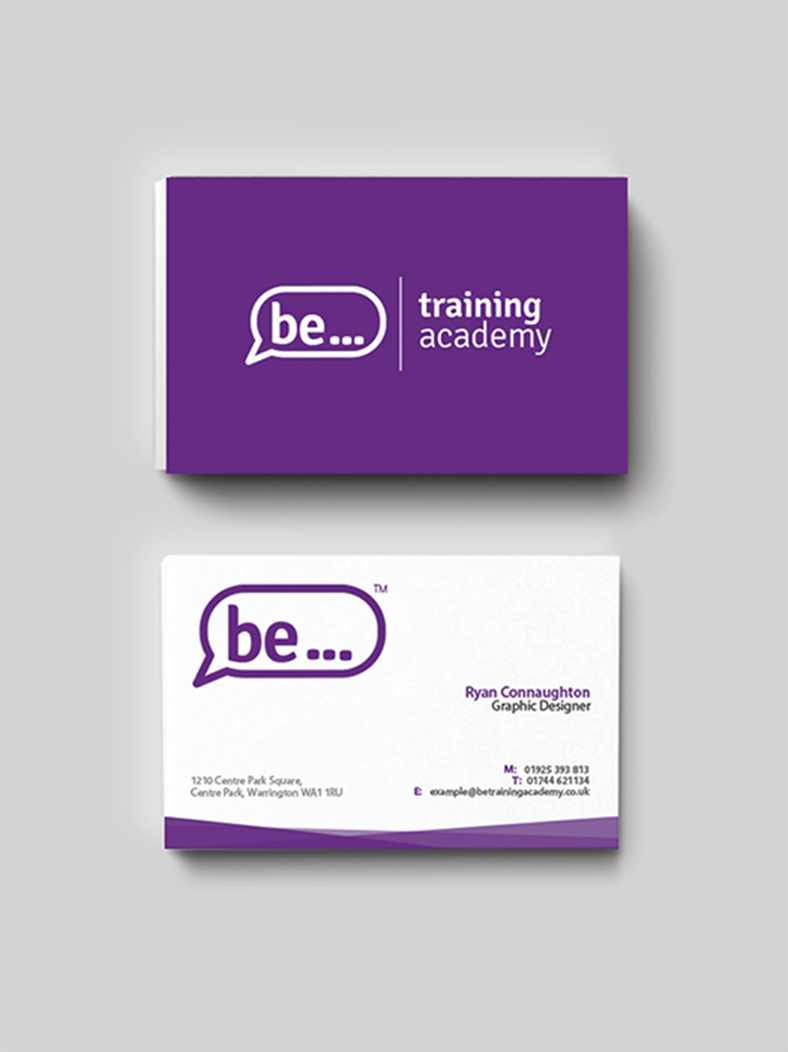 be...
training
academy
be...
TM
Ryan Connaughton
Graphic Designer
M: 01925 393 813
T: 01744 621134
E: example@betrainingacademy.co.uk
1210 Centre Park Square,
Centre Park, Warrington WA1 1RU